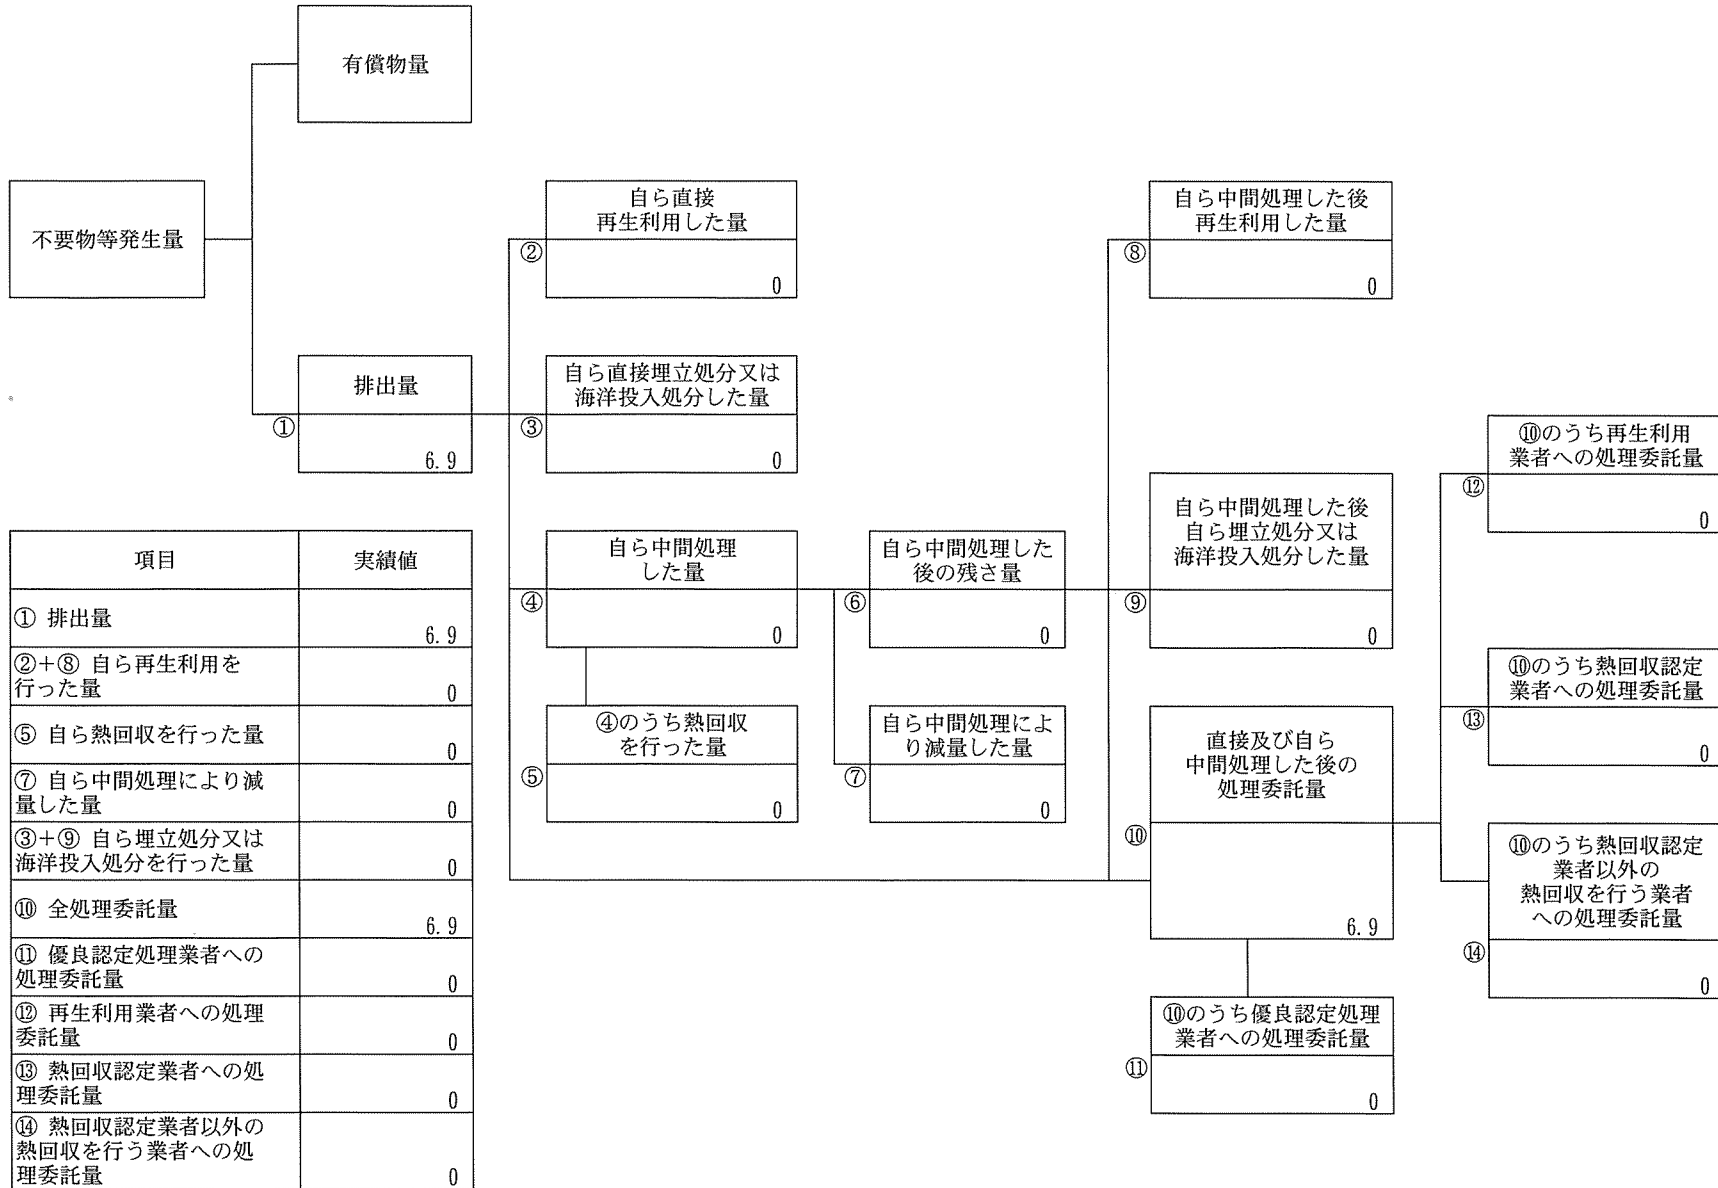 有償物量
不要物等発生量
排出量
①
6.9
自ら直接
再生利用した量
②
0
自ら直接埋立処分又は
海洋投入処分した量
③
0
自ら中間処理
した量
④
0
④のうち熱回収
を行った量
⑤
0
自ら中間処理した
後の残さ量
⑥
0
自ら中間処理によ
り減量した量
⑦
0
自ら中間処理した後
再生利用した量
⑧
0
自ら中間処理した後
自ら埋立処分又は
海洋投入処分した量
⑨
0
直接及び自ら
中間処理した後の
処理委託量
⑩
6.9
⑩のうち優良認定処理
業者への処理委託量
⑪
0
⑩のうち再生利用
業者への処理委託量
⑫
0
⑩のうち熱回収認定
業者への処理委託量
⑬
0
⑩のうち熱回収認定
業者以外の
熱回収を行う業者
への処理委託量
⑭
0
項目 実績値
① 排出量
6.9
②+⑧ 自ら再生利用を
行った量 0
⑤ 自ら熱回収を行った量
0
⑦ 自ら中間処理により減
量した量 0
③+⑨ 自ら埋立処分又は
海洋投入処分を行った量 0
⑩ 全処理委託量
6.9
⑪ 優良認定処理業者への
処理委託量 0
⑫ 再生利用業者への処理
委託量 0
⑬ 熱回収認定業者への処
理委託量 0
⑭ 熱回収認定業者以外の
熱回収を行う業者への処
理委託量 0